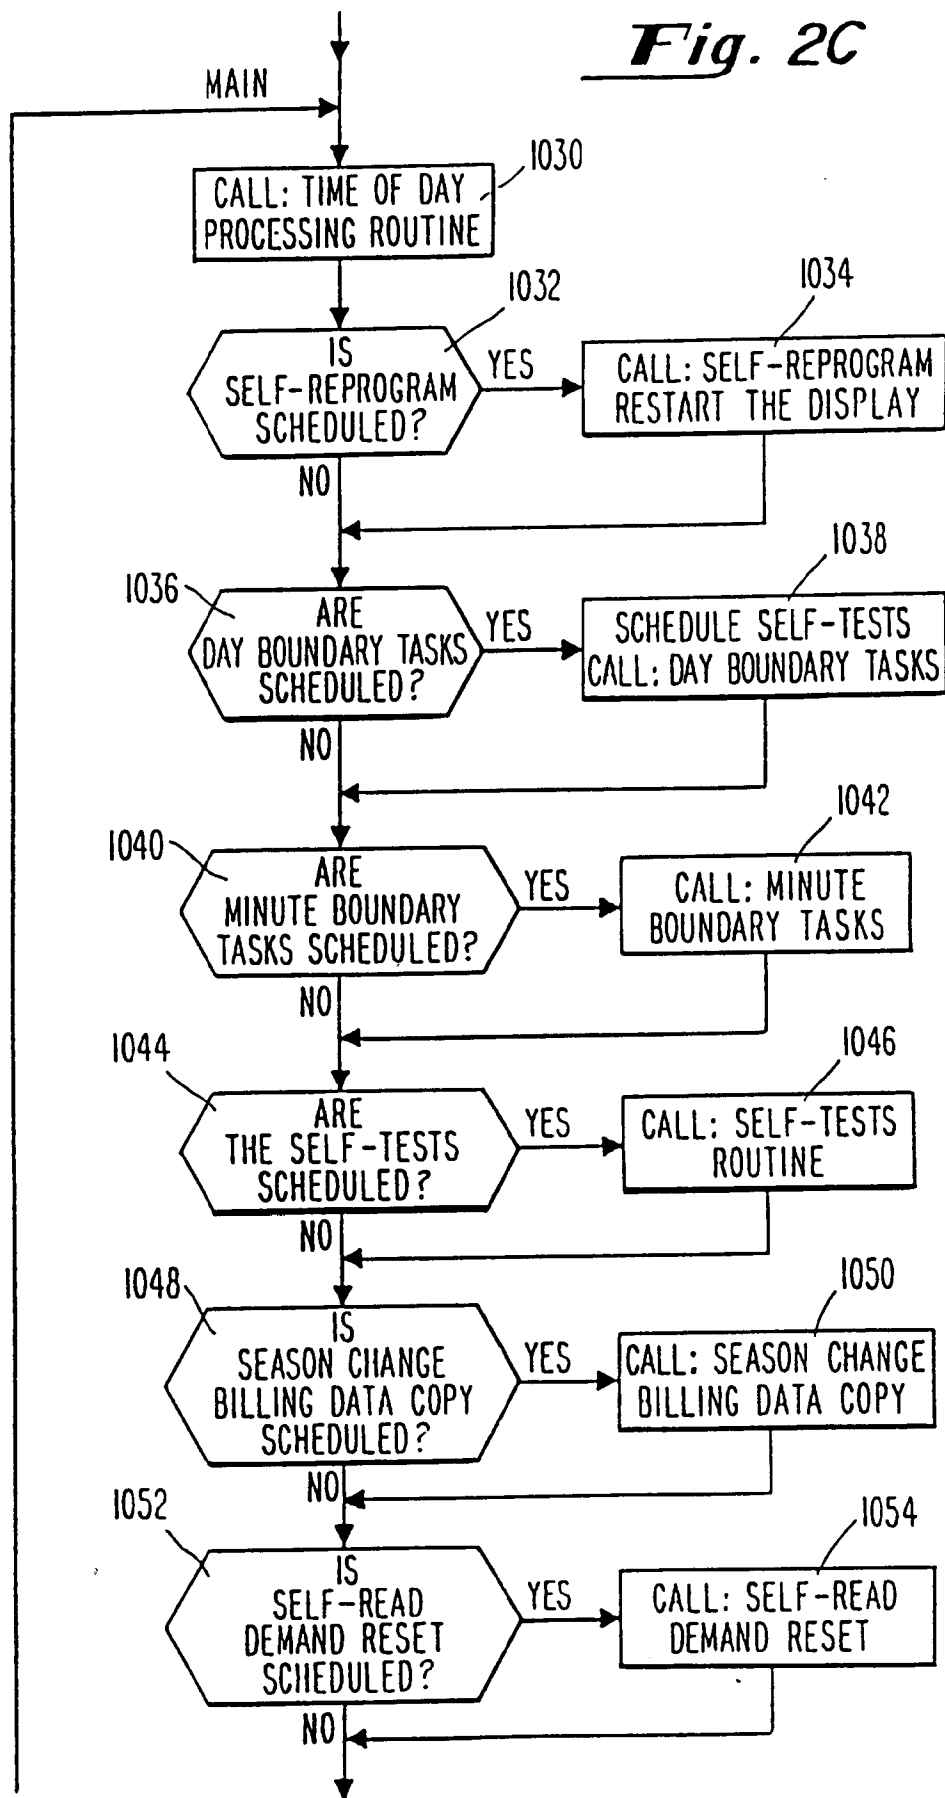 Fig. 2C
MAIN
1030
CALL: TIME OF DAY
PROCESSING ROUTINE
1032
IS
SELF-REPROGRAM
SCHEDULED?
YES
1034
CALL: SELF-REPROGRAM
RESTART THE DISPLAY
NO
1036
ARE
DAY BOUNDARY TASKS
SCHEDULED?
YES
1038
SCHEDULE SELF-TESTS
CALL: DAY BOUNDARY TASKS
NO
1040
ARE
MINUTE BOUNDARY
TASKS SCHEDULED?
YES
1042
CALL: MINUTE
BOUNDARY TASKS
NO
1044
ARE
THE SELF-TESTS
SCHEDULED?
YES
1046
CALL: SELF-TESTS
ROUTINE
NO
1048
IS
SEASON CHANGE
BILLING DATA COPY
SCHEDULED?
YES
1050
CALL: SEASON CHANGE
BILLING DATA COPY
NO
1052
IS
SELF-READ
DEMAND RESET
SCHEDULED?
YES
1054
CALL: SELF-READ
DEMAND RESET
NO